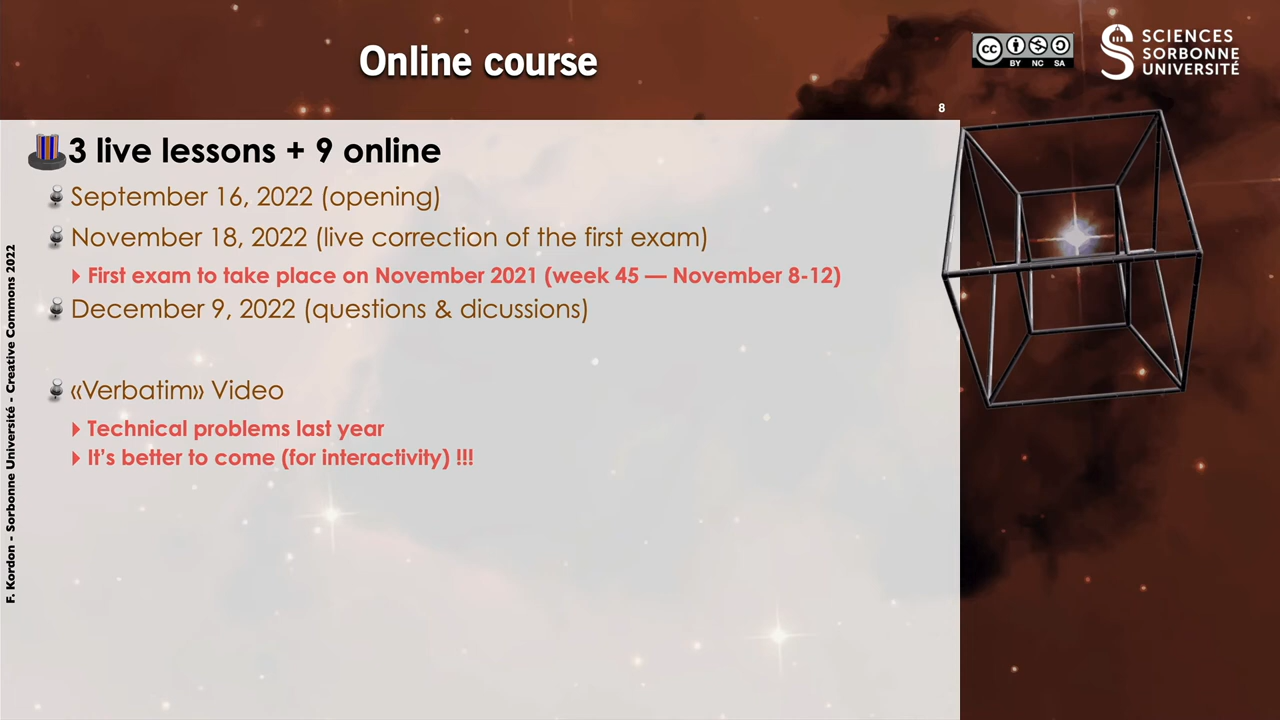 Online course
cc BY NC SA
SCIENCES
SORBONNE
UNIVERSITÉ
8
3 live lessons + 9 online
September 16, 2022 (opening)
November 18, 2022 (live correction of the first exam)
First exam to take place on November 2021 (week 45 — November 8-12)
December 9, 2022 (questions & dicussions)
«Verbatim» Video
Technical problems last year
It's better to come (for interactivity) !!!
F. Kordon - Sorbonne Université - Creative Commons 2022